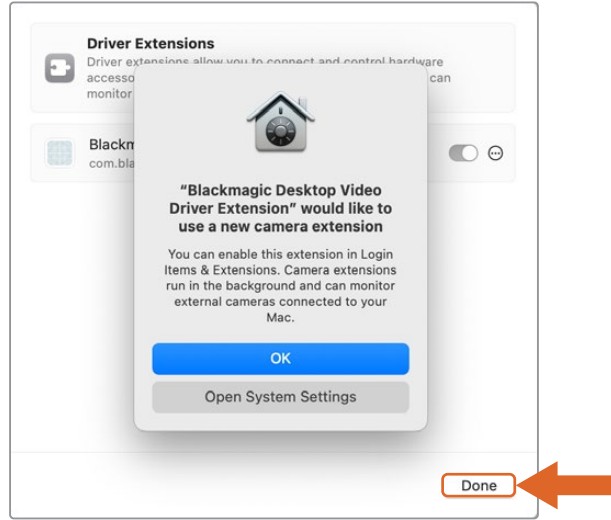 Driver Extensions
Driver extensions allow you to connect and control hardware
accesso can
monitor
Blackm
com.bla
“Blackmagic Desktop Video
Driver Extension” would like to
use a new camera extension
You can enable this extension in Login
Items & Extensions. Camera extensions
run in the background and can monitor
external cameras connected to your
Mac.
OK
Open System Settings
Done